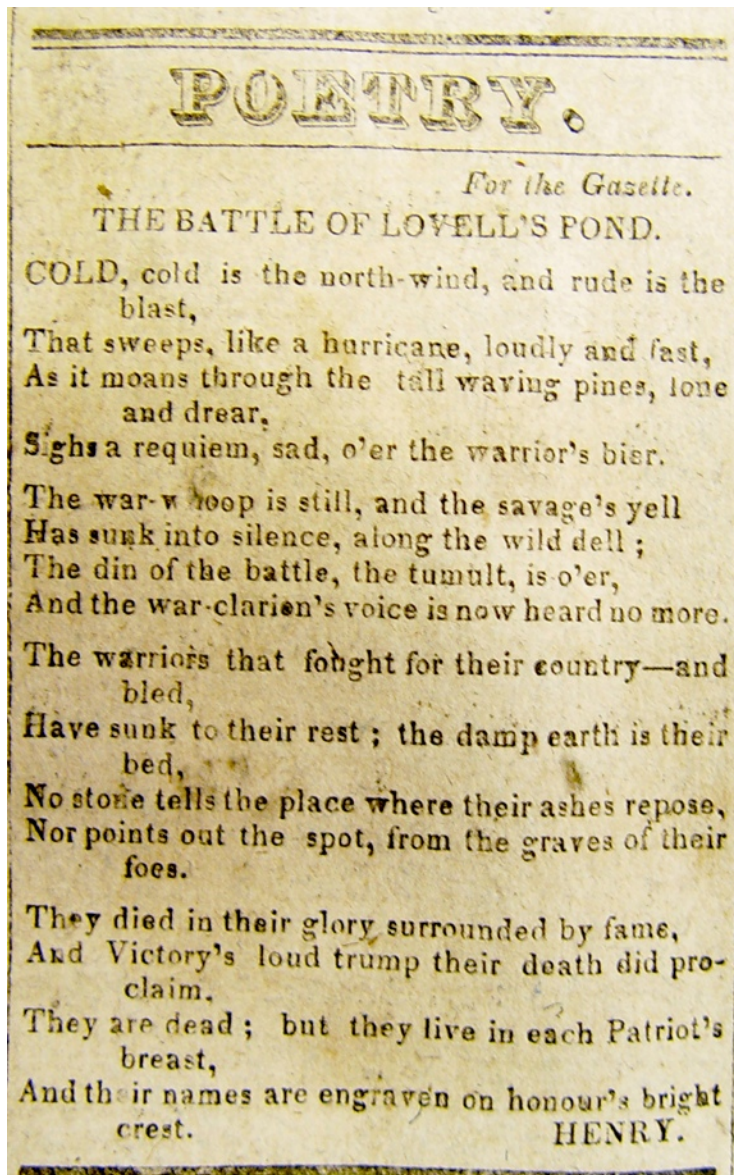 POETRY.
For the Gazette.
THE BATTLE OF LOVELL'S POND.
COLD, cold is the north-wind, and rude is the
blast,
That sweeps, like a hurricane, loudly and fast,
As it moans through the tall waving pines, lone
and drear,
Sighs a requiem, sad, o'er the warrior's bier.
The war-whoop is still, and the savage's yell
Has sunk into silence, along the wild dell ;
The din of the battle, the tumult, is o'er,
And the war-clarion's voice is now heard no more.
The warriors that fought for their country—and
bled,
Have sunk to their rest ; the damp earth is their
bed,
No stone tells the place where their ashes repose,
Nor points out the spot, from the graves of their
foes.
They died in their glory surrounded by fame,
And Victory's loud trump their death did pro-
claim.
They are dead ; but they live in each Patriot's
breast,
And their names are engraven on honour's bright
crest. HENRY.